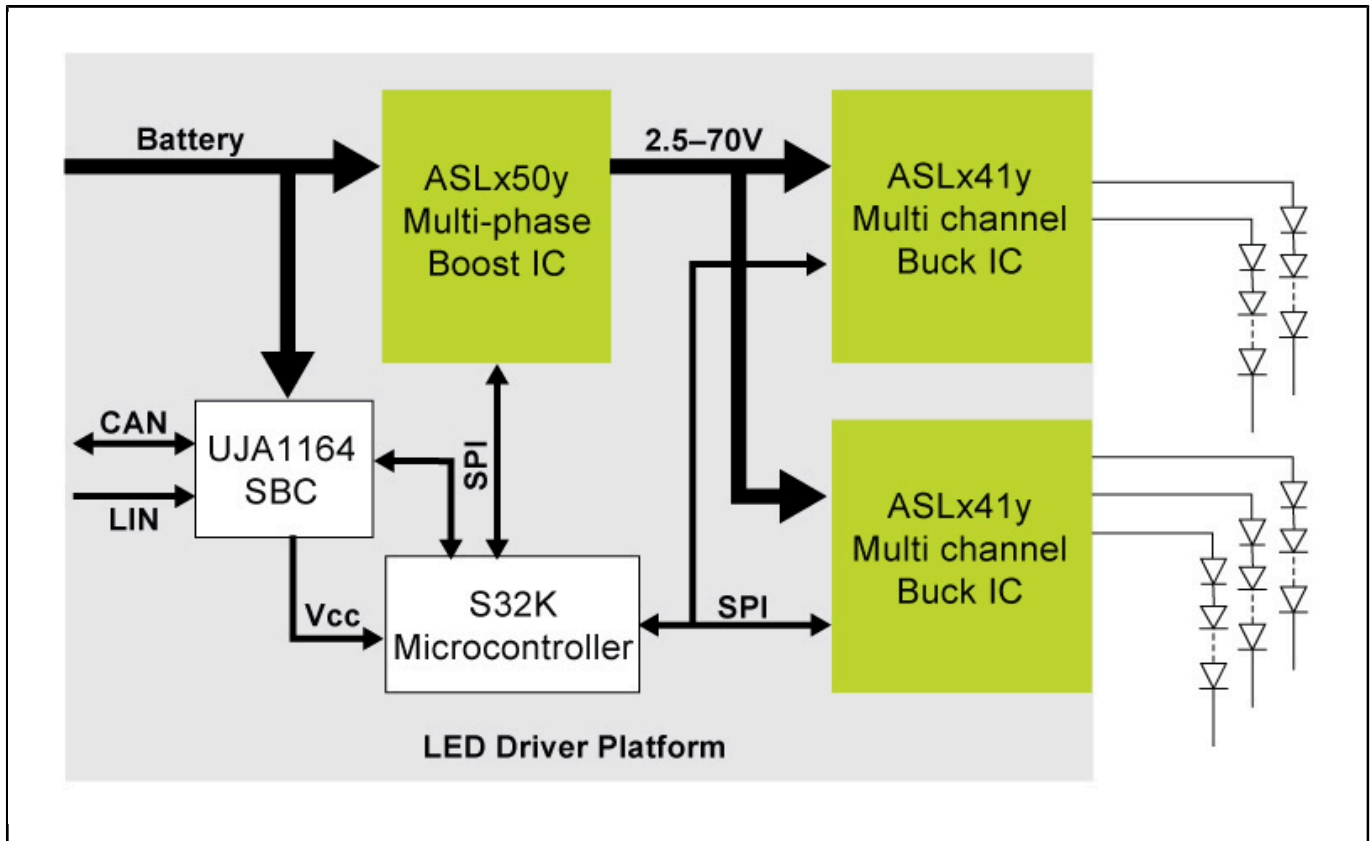 Battery
ASLx50y
Multi-phase
Boost IC
2.5–70V
ASLx41y
Multi channel
Buck IC
CAN
LIN
UJA1164
SBC
SPI
Vcc
S32K
Microcontroller
SPI
ASLx41y
Multi channel
Buck IC
LED Driver Platform